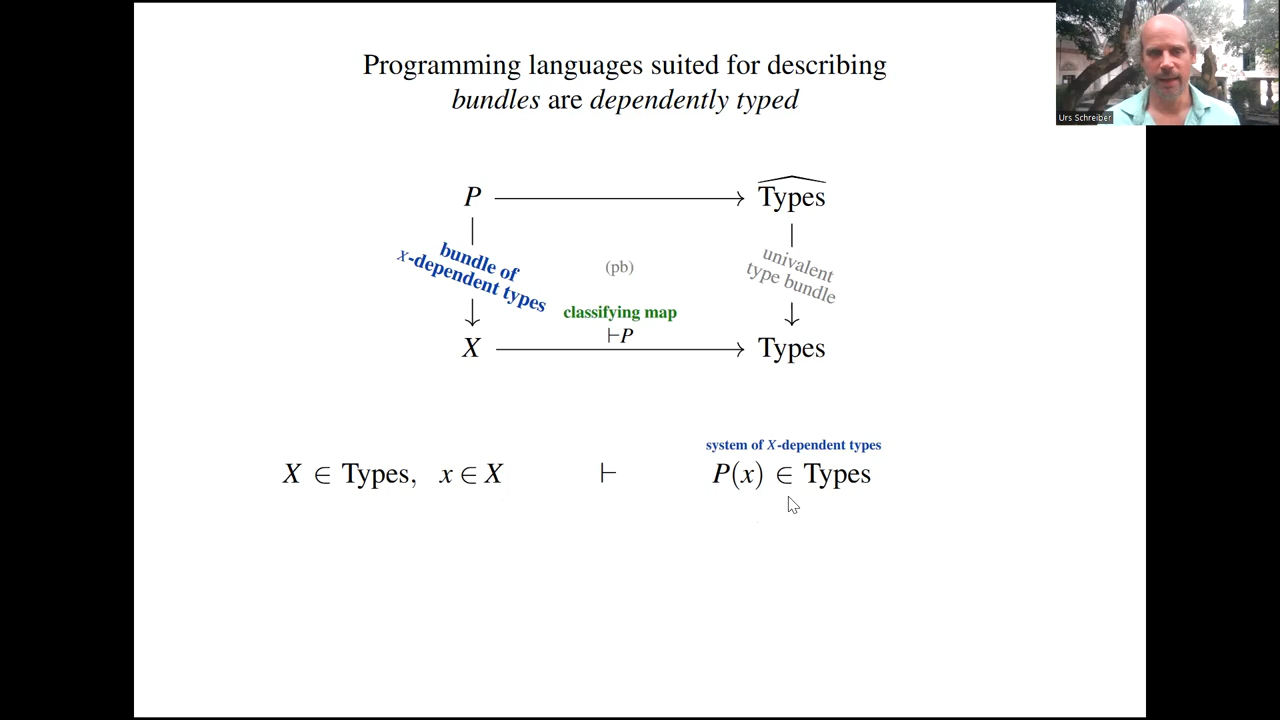 Programming languages suited for describing
bundles are dependently typed
Urs Schreiber
P
Types
bundle of
x-dependent types
(pb)
univalent
type bundle
classifying map
⊢P
X
Types
system of X-dependent types
X ∈ Types, x ∈ X ⊢ P(x) ∈ Types